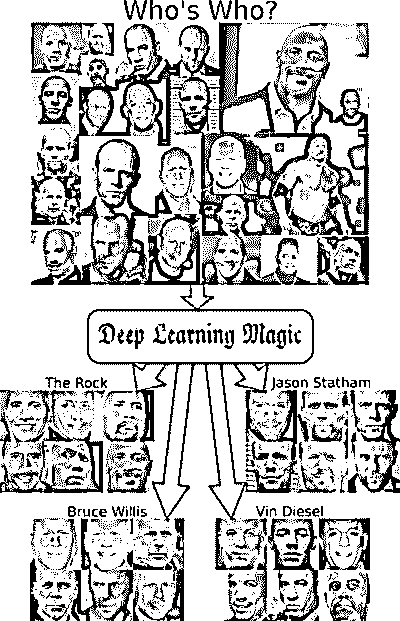 Who's Who?
Deep Learning Magic
The Rock
Jason Statham
Bruce Willis
Vin Diesel